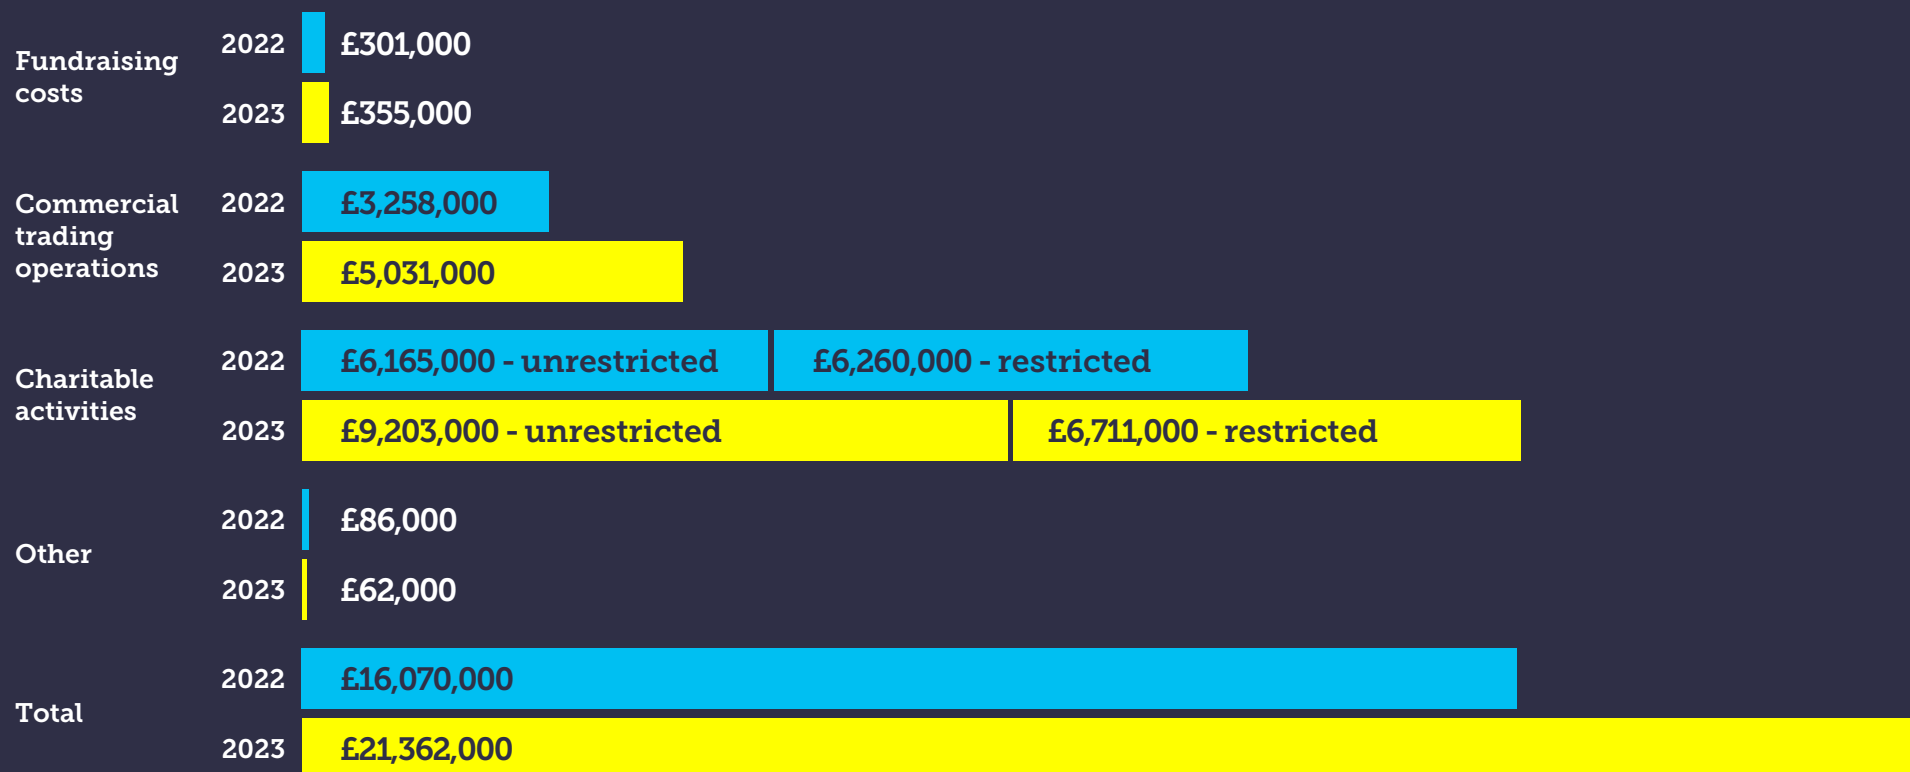 Fundraising
costs
2022 £301,000
2023 £355,000
Commercial
trading
operations
2022 £3,258,000
2023 £5,031,000
Charitable
activities
2022 £6,165,000 - unrestricted £6,260,000 - restricted
2023 £9,203,000 - unrestricted £6,711,000 - restricted
Other
2022 £86,000
2023 £62,000
Total
2022 £16,070,000
2023 £21,362,000